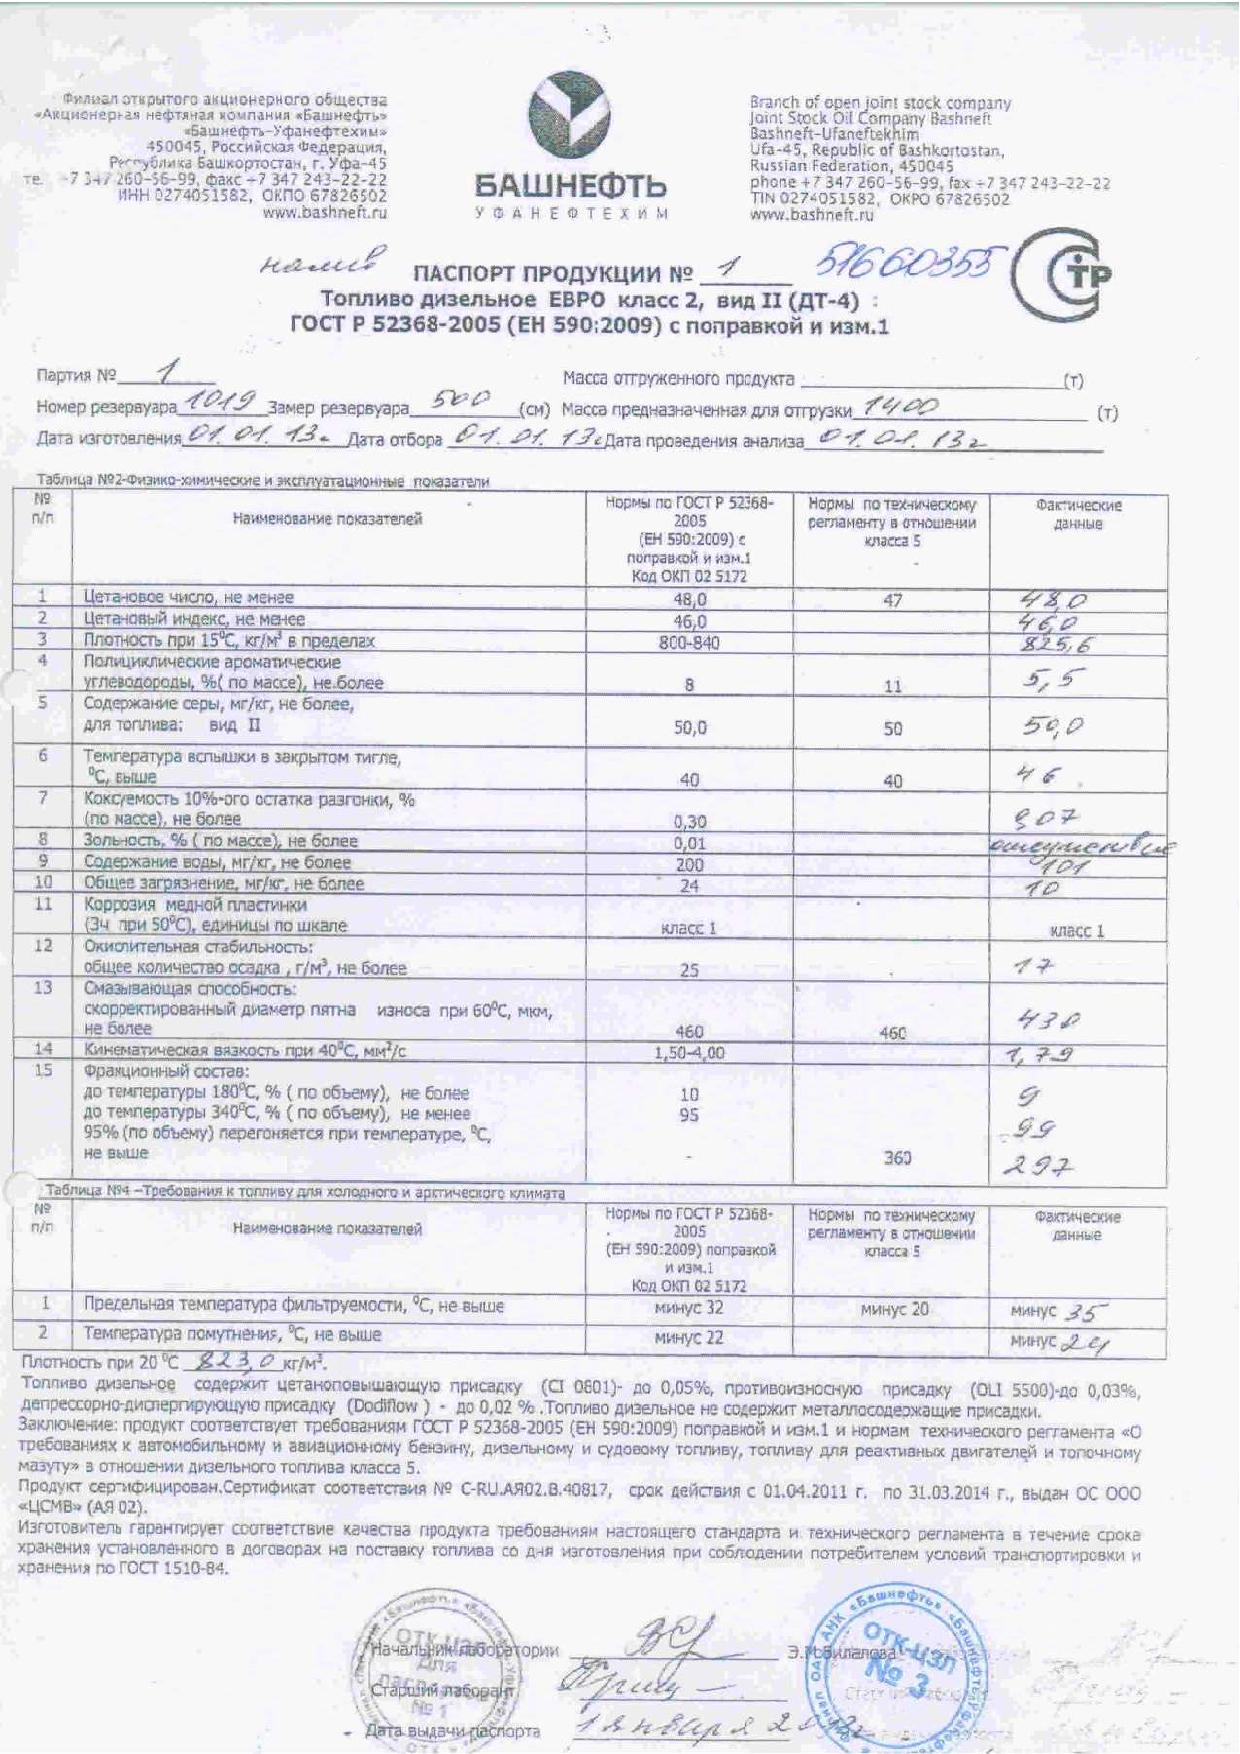 Филиал открытого акционерного общества
«Акционерная нефтяная компания «Башнефть»
«Башнефть-Уфанефтехим»
450045, Российская Федерация,
Республика Башкортостан, г. Уфа-45
те. +7 347 260-56-99, факс +7 347 243-22-22
ИНН 0274051582, ОКПО 67826502
www.bashneft.ru
БАШНЕФТЬ
УФАНЕФТЕХИМ
Branch of open joint stock company
Joint Stock Oil Company Bashneft
Bashneft-Ufaneftekhim
Ufa-45, Republic of Bashkortostan,
Russian Federation, 450045
phone +7 347 260-56-99, fax +7 347 243-22-22
TIN 0274051582, OKPO 67826502
www.bashneft.ru
налив ПАСПОРТ ПРОДУКЦИИ № 1 51660355
Топливо дизельное ЕВРО класс 2, вид II (ДТ-4)
ГОСТ Р 52368-2005 (ЕН 590:2009) с поправкой и изм.1
Партия № 1 Масса отгруженного продукта (т)
Номер резервуара 1019 Замер резервуара 500 (см) Масса предназначенная для отгрузки 1400 (т)
Дата изготовления 01.01.13г. Дата отбора 01.01.13г Дата проведения анализа 01.01.13г
Таблица №2-Физико-химические и эксплуатационные показатели
№ п/п Наименование показателей Нормы по ГОСТ Р 52368-2005 (ЕН 590:2009) с поправкой и изм.1 Код ОКП 02 5172 Нормы по техническому регламенту в отношении класса 5 Фактические данные
1 Цетановое число, не менее 48,0 47 48,0
2 Цетановый индекс, не менее 46,0 46,0
3 Плотность при 15⁰С, кг/м³ в пределах 800-840 825,6
4 Полициклические ароматические
углеводороды, %( по массе), не более 8 11 5,5
5 Содержание серы, мг/кг, не более,
для топлива: вид II 50,0 50 50,0
6 Температура вспышки в закрытом тигле,
⁰С, выше 40 40 46
7 Коксуемость 10%-ого остатка разгонки, %
(по массе), не более 0,30 0,07
8 Зольность, % ( по массе), не более 0,01 отсутствие
9 Содержание воды, мг/кг, не более 200 101
10 Общее загрязнение, мг/кг, не более 24 10
11 Коррозия медной пластинки
(3ч при 50⁰С), единицы по шкале класс 1 класс 1
12 Окислительная стабильность:
общее количество осадка , г/м³, не более 25 17
13 Смазывающая способность:
скорректированный диаметр пятна износа при 60⁰С, мкм,
не более 460 460 430
14 Кинематическая вязкость при 40⁰С, мм²/с 1,50-4,00 1,79
15 Фракционный состав:
до температуры 180⁰С, % ( по объему), не более 10 9
до температуры 340⁰С, % ( по объему), не менее 95 99
95% (по объему) перегоняется при температуре, ⁰С,
не выше - 360 297
Таблица №4 –Требования к топливу для холодного и арктического климата
№ п/п Наименование показателей Нормы по ГОСТ Р 52368-2005 (ЕН 590:2009) поправкой и изм.1 Код ОКП 02 5172 Нормы по техническому регламенту в отношении класса 5 Фактические данные
1 Предельная температура фильтруемости, ⁰С, не выше минус 32 минус 20 минус 35
2 Температура помутнения, ⁰С, не выше минус 22 минус 24
Плотность при 20 ⁰С 823,0 кг/м³.
Топливо дизельное содержит цетаноповышающую присадку (CI 0801)- до 0,05%, противоизносную присадку (OLI 5500)-до 0,03%,
депрессорно-диспергирующую присадку (Dodiflow ) - до 0,02 % .Топливо дизельное не содержит металлосодержащие присадки.
Заключение: продукт соответствует требованиям ГОСТ Р 52368-2005 (ЕН 590:2009) поправкой и изм.1 и нормам технического регламента «О
требованиях к автомобильному и авиационному бензину, дизельному и судовому топливу, топливу для реактивных двигателей и топочному
мазуту» в отношении дизельного топлива класса 5.
Продукт сертифицирован.Сертификат соответствия № C-RU.АЯ02.В.40817, срок действия с 01.04.2011 г. по 31.03.2014 г., выдан ОС ООО
«ЦСМВ» (АЯ 02).
Изготовитель гарантирует соответствие качества продукта требованиям настоящего стандарта и технического регламента в течение срока
хранения установленного в договорах на поставку топлива со дня изготовления при соблюдении потребителем условий транспортировки и
хранения по ГОСТ 1510-84.
Начальник лаборатории Э.М.Вилалова
Старший лаборант
Дата выдачи паспорта 1 января
ОТК-ЦЗЛ
Для
№ 1
ОТК-ЦЗЛ
№ 3